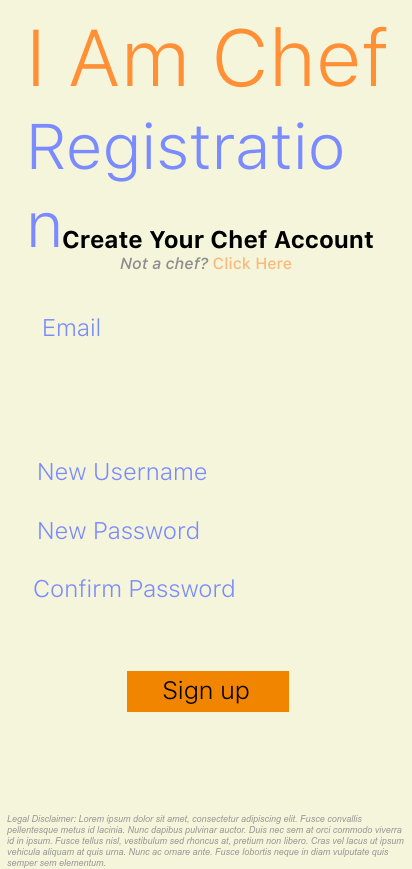 I Am Chef
Registratio
n
Create Your Chef Account
Not a chef? Click Here
Email
New Username
New Password
Confirm Password
Sign up
Legal Disclaimer: Lorem ipsum dolor sit amet, consectetur adipiscing elit. Fusce convallis
pellentesque metus id lacinia. Nunc dapibus pulvinar auctor. Duis nec sem at orci commodo viverra
id in ipsum. Fusce tellus nisl, vestibulum sed rhoncus at, pretium non libero. Cras vel lacus ut ipsum
vehicula aliquam at quis urna. Nunc ac ornare ante. Fusce lobortis neque in diam vulputate quis
semper sem elementum.